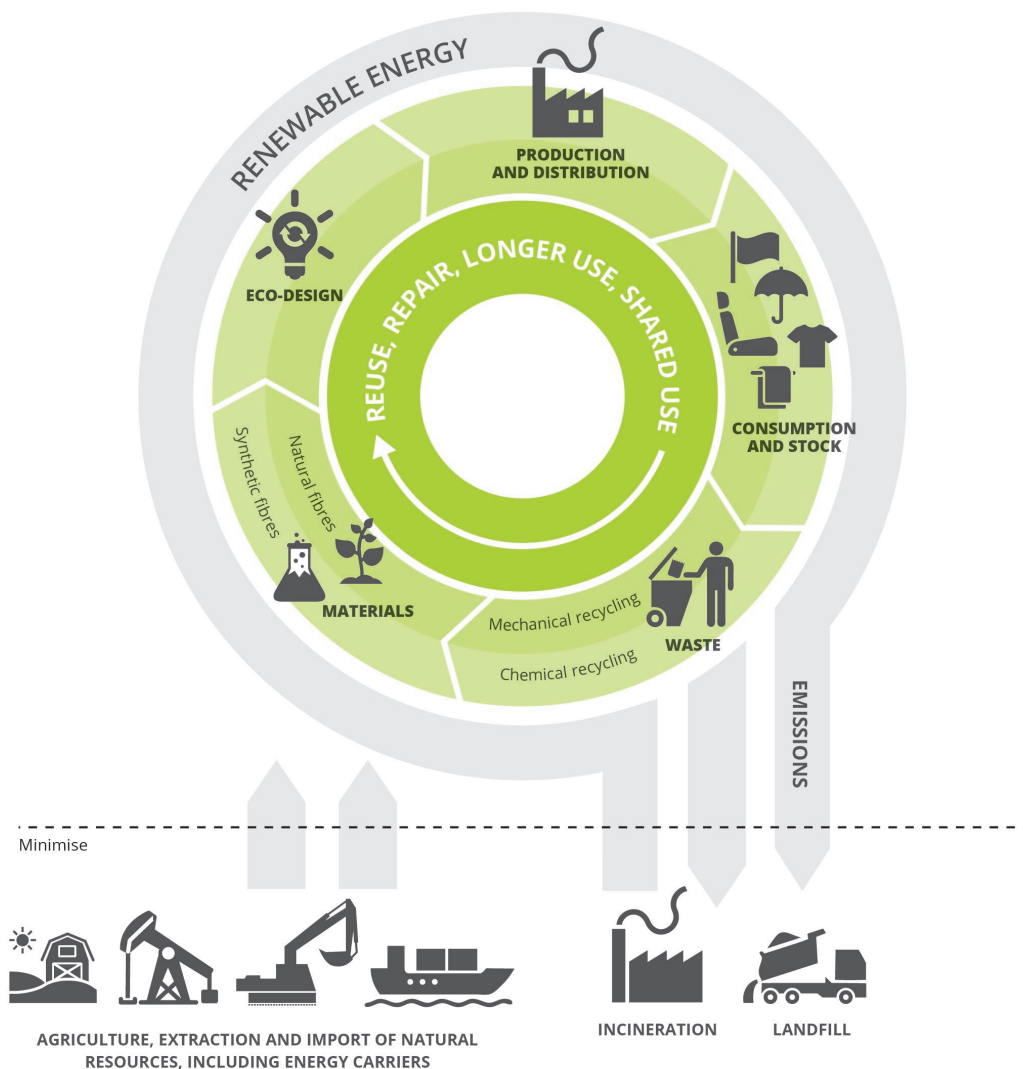 RENEWABLE ENERGY
PRODUCTION
AND DISTRIBUTION
ECO-DESIGN
REUSE, REPAIR, LONGER USE, SHARED USE
CONSUMPTION
AND STOCK
Synthetic fibres
Natural fibres
MATERIALS
Mechanical recycling
Chemical recycling
WASTE
EMISSIONS
Minimise
AGRICULTURE, EXTRACTION AND IMPORT OF NATURAL
RESOURCES, INCLUDING ENERGY CARRIERS
INCINERATION
LANDFILL